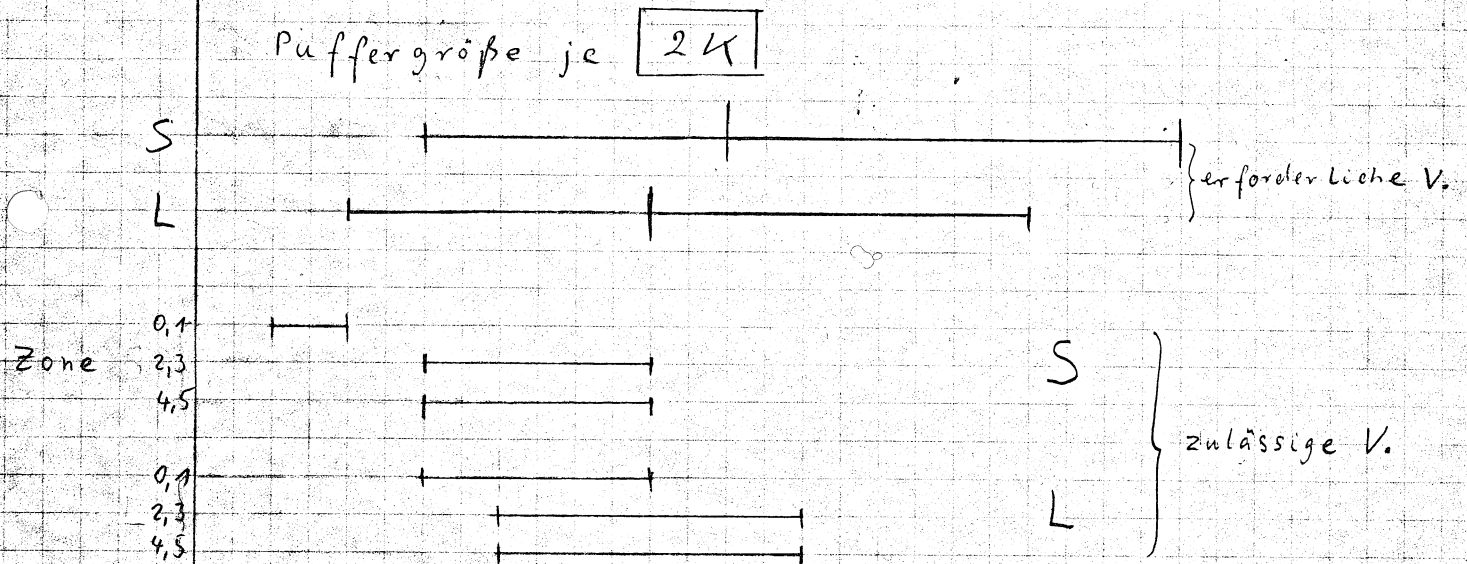 Puffergröße je 2K
S
L
} erforderliche V.
0,1
Zone 2,3
4,5
S
0,1
2,3
4,5
L
} zulässige V.